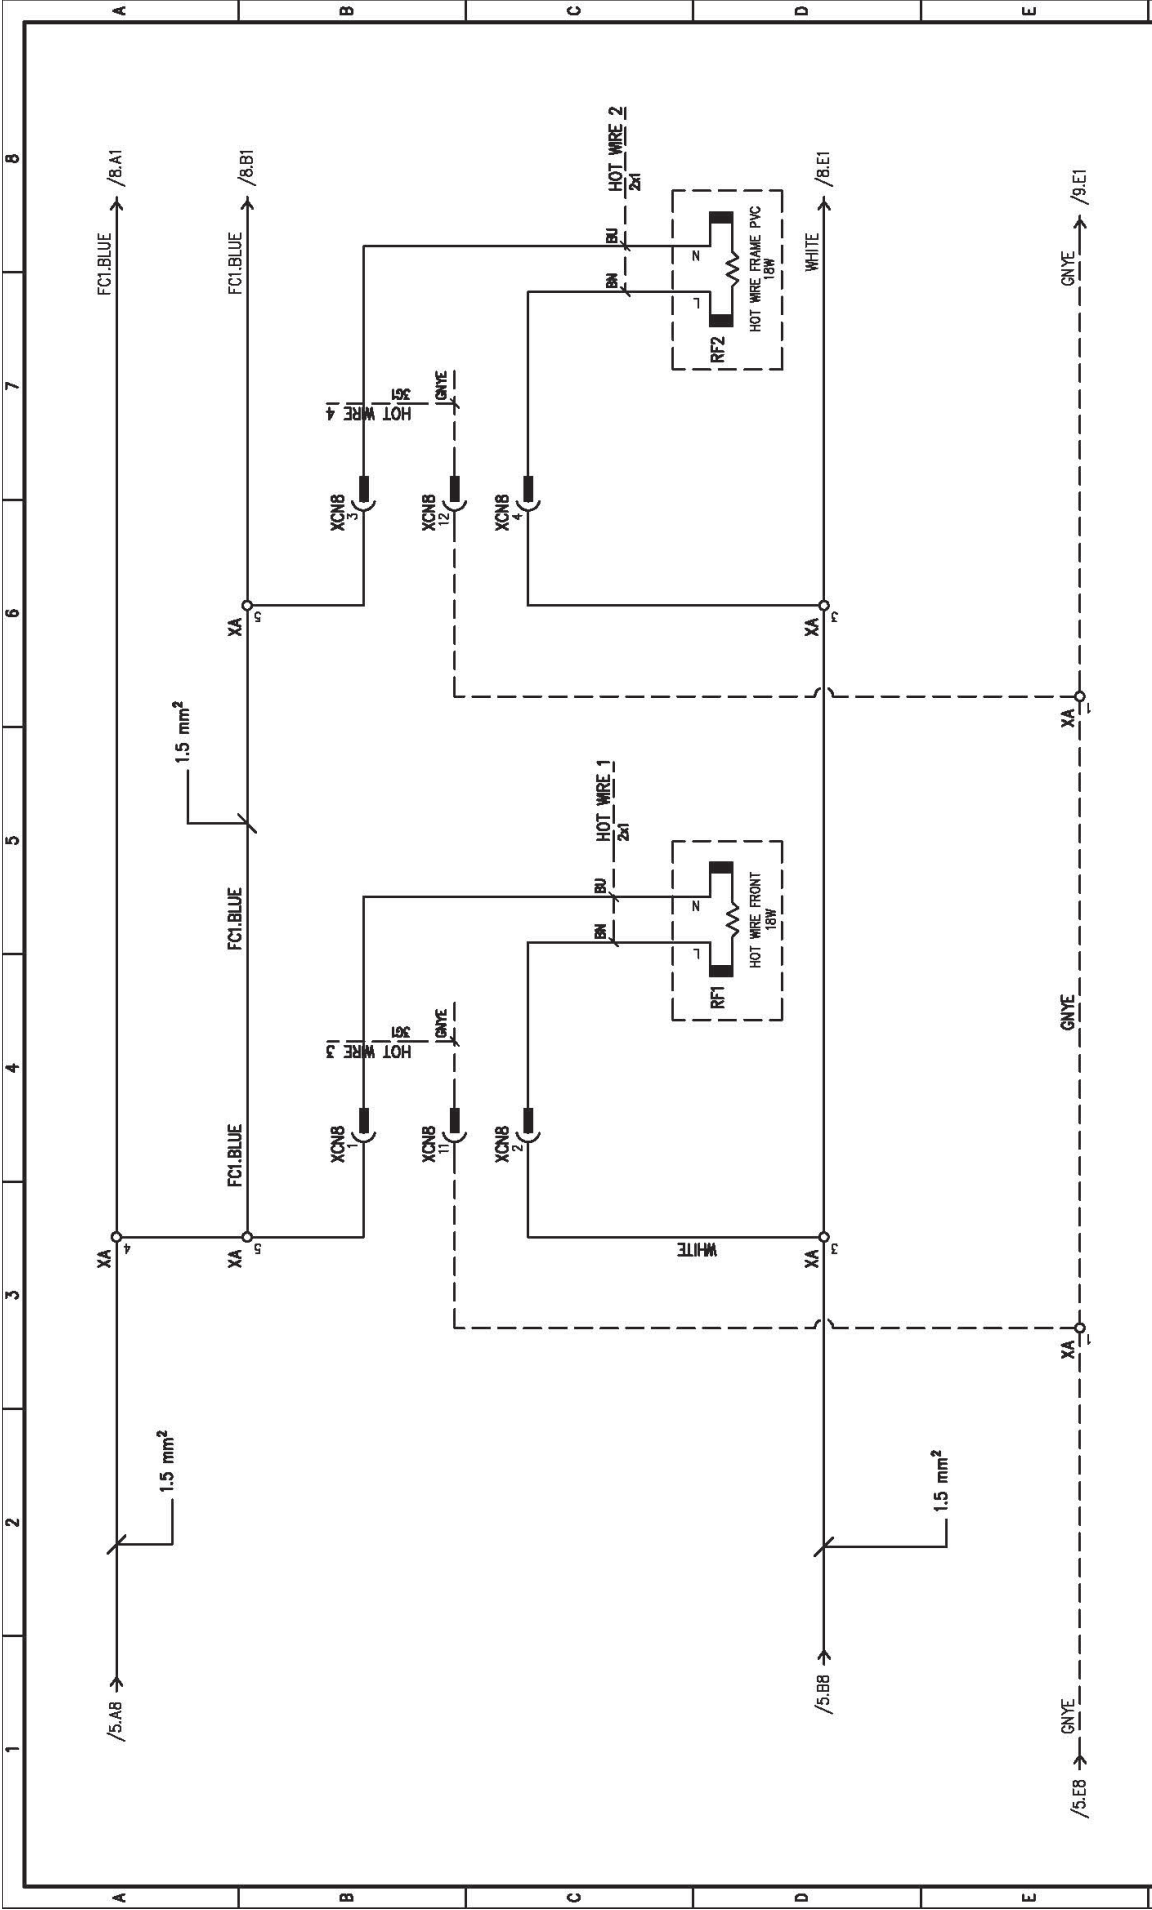 1
2
3
4
5
6
7
8
A
A
/5.A8
1.5 mm²
XA
4
FC1.BLUE
/8.A1
XA
5
FC1.BLUE
FC1.BLUE
1.5 mm²
XA
5
FC1.BLUE
/8.B1
B
B
XCN8
1
HOT WIRE 3
3G1
XCN8
3
HOT WIRE 4
3G1
XCN8
11
GNYE
XCN8
12
GNYE
XCN8
2
XCN8
4
C
C
BN
BU
HOT WIRE 1
2x1
BN
BU
HOT WIRE 2
2x1
WHITE
L
N
RF1
HOT WIRE FRONT
18W
L
N
RF2
HOT WIRE FRAME PVC
18W
D
D
/5.B8
XA
3
XA
3
WHITE
/8.E1
1.5 mm²
E
E
/5.E8
GNYE
XA
1
GNYE
XA
1
GNYE
/9.E1